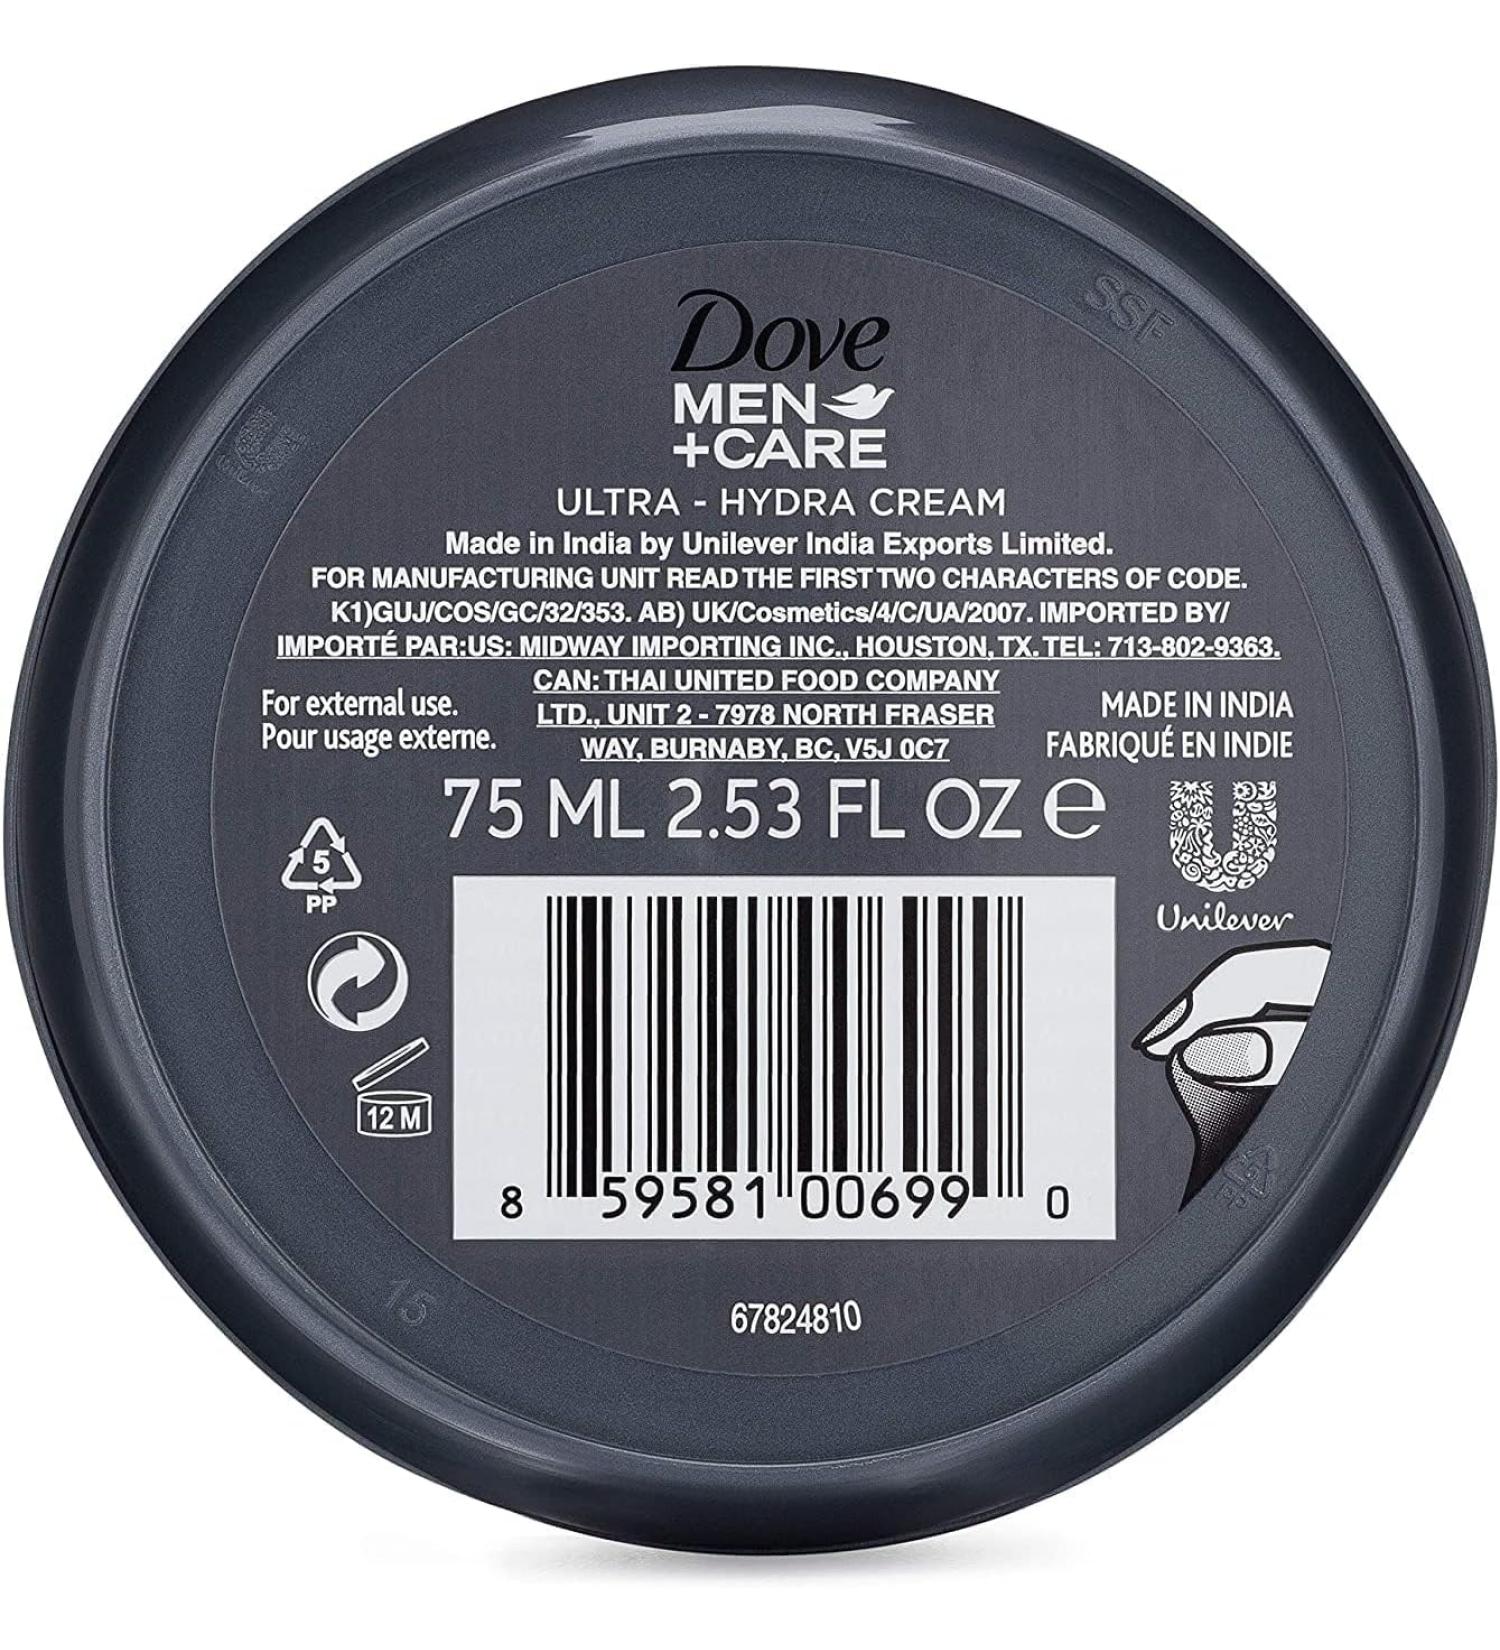 Dove
MEN
+CARE
ULTRA - HYDRA CREAM
Made in India by Unilever India Exports Limited.
FOR MANUFACTURING UNIT READ THE FIRST TWO CHARACTERS OF CODE.
K1)GUJ/COS/GC/32/353. AB) UK/Cosmetics/4/C/UA/2007. IMPORTED BY/
IMPORTÉ PAR:US: MIDWAY IMPORTING INC., HOUSTON, TX. TEL: 713-802-9363.
CAN: THAI UNITED FOOD COMPANY
LTD., UNIT 2 - 7978 NORTH FRASER
WAY, BURNABY, BC, V5J 0C7
For external use.
Pour usage externe.
MADE IN INDIA
FABRIQUÉ EN INDIE
75 ML 2.53 FL OZ e
5
PP
Unilever
12 M
8 59581 00699 0
67824810
SSF
15